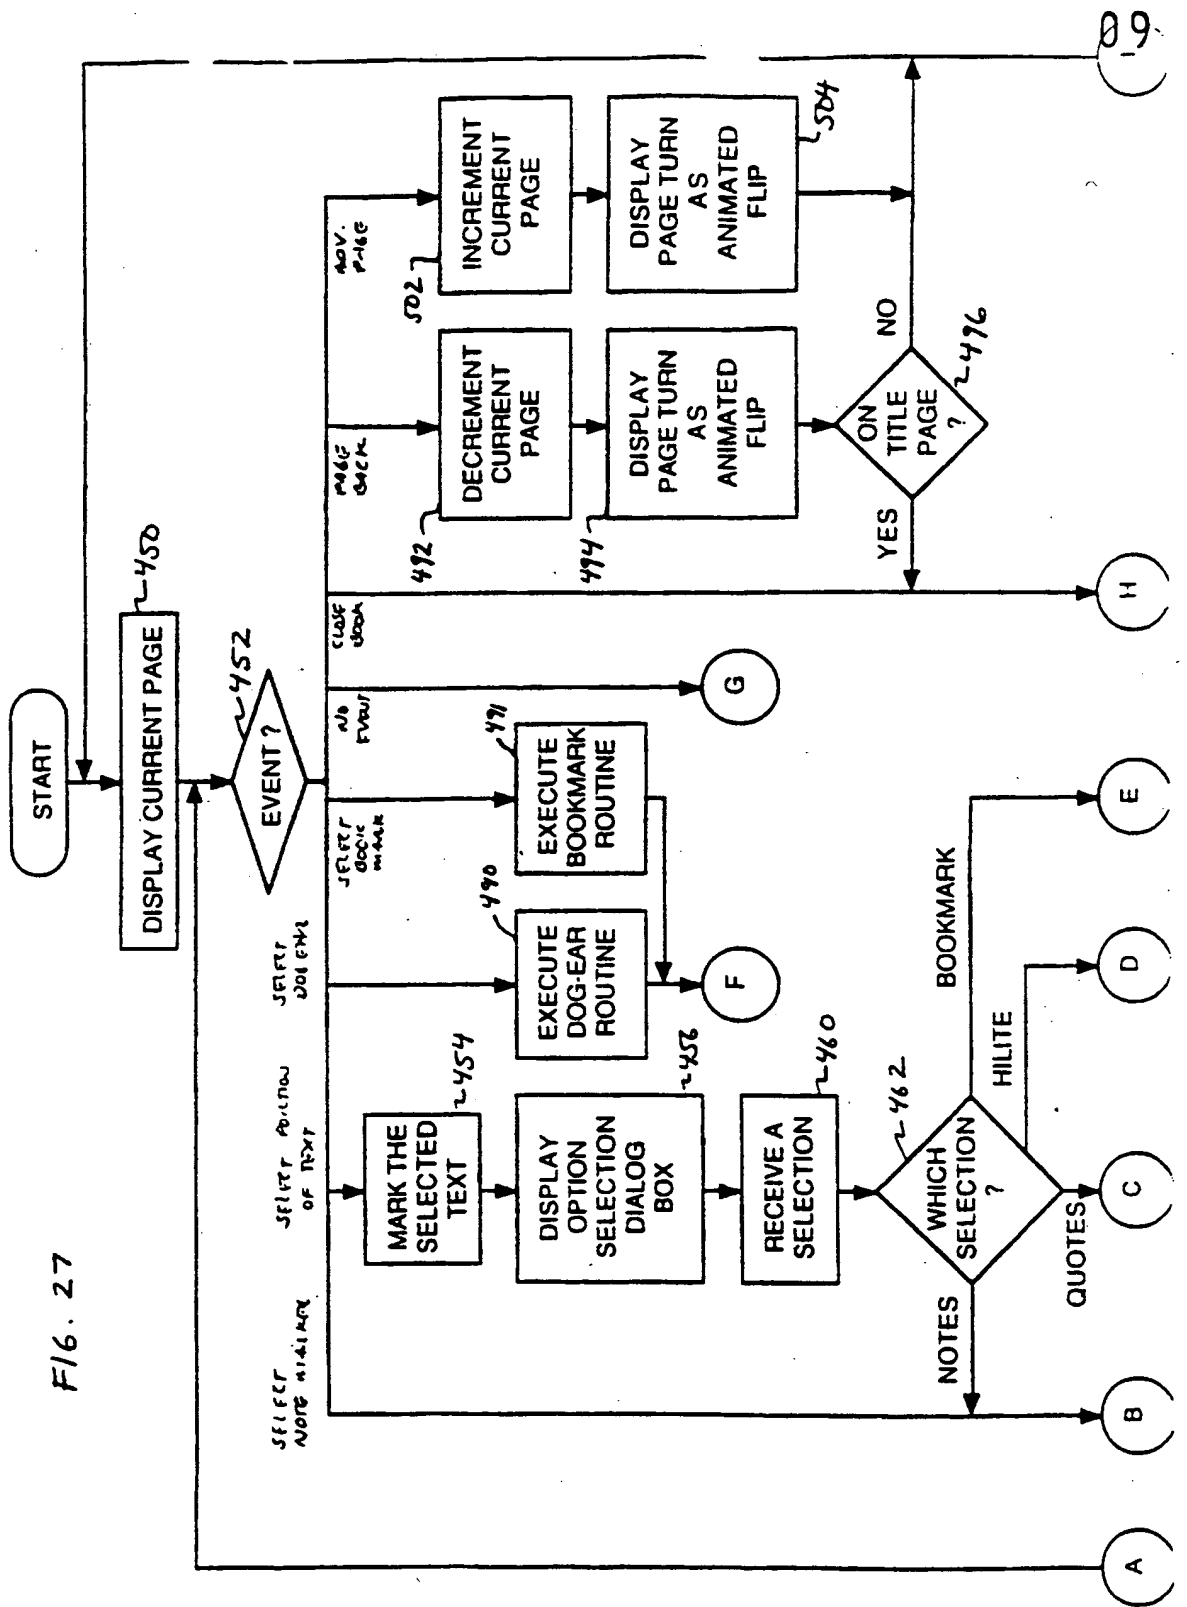 FIG. 27
START
DISPLAY CURRENT PAGE
450
EVENT?
452
SELECT
NOTE MARKER
SELECT PORTION
OF TEXT
SELECT
DOG EAR
SELECT
BOOK
MARK
NO
EVENT
CLOSE
BOOK
PAGE
BACK
ADV.
PAGE
MARK THE
SELECTED
TEXT
454
DISPLAY
OPTION
SELECTION
DIALOG
BOX
456
RECEIVE A
SELECTION
460
WHICH
SELECTION
?
462
NOTES
QUOTES
HILITE
BOOKMARK
490
EXECUTE
DOG-EAR
ROUTINE
491
EXECUTE
BOOKMARK
ROUTINE
492
DECREMENT
CURRENT
PAGE
494
DISPLAY
PAGE TURN
AS
ANIMATED
FLIP
ON
TITLE
PAGE
?
496
YES
NO
502
INCREMENT
CURRENT
PAGE
DISPLAY
PAGE TURN
AS
ANIMATED
FLIP
504
F
G
A
B
C
D
E
H
I
09